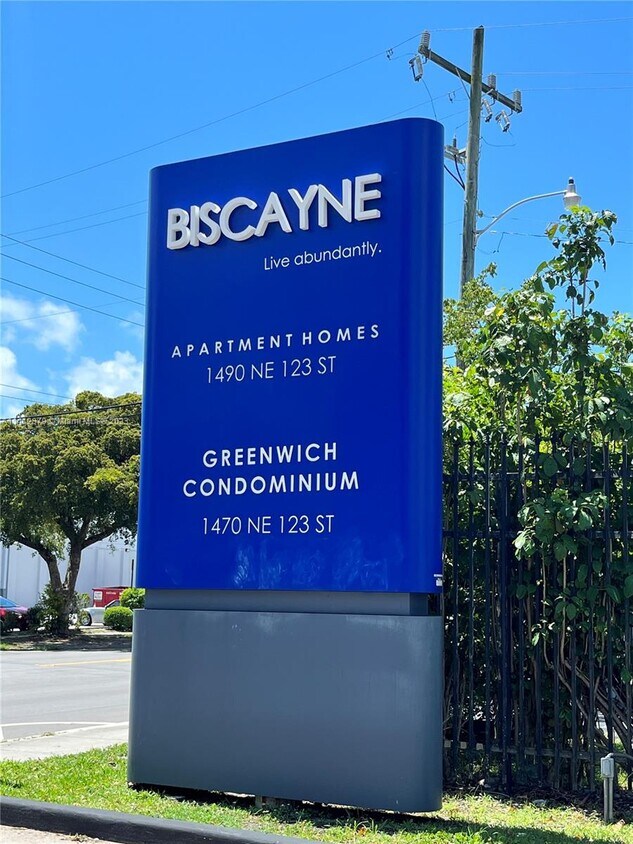 BISCAYNE
Live abundantly.
APARTMENT HOMES
1490 NE 123 ST
GREENWICH
CONDOMINIUM
1470 NE 123 ST